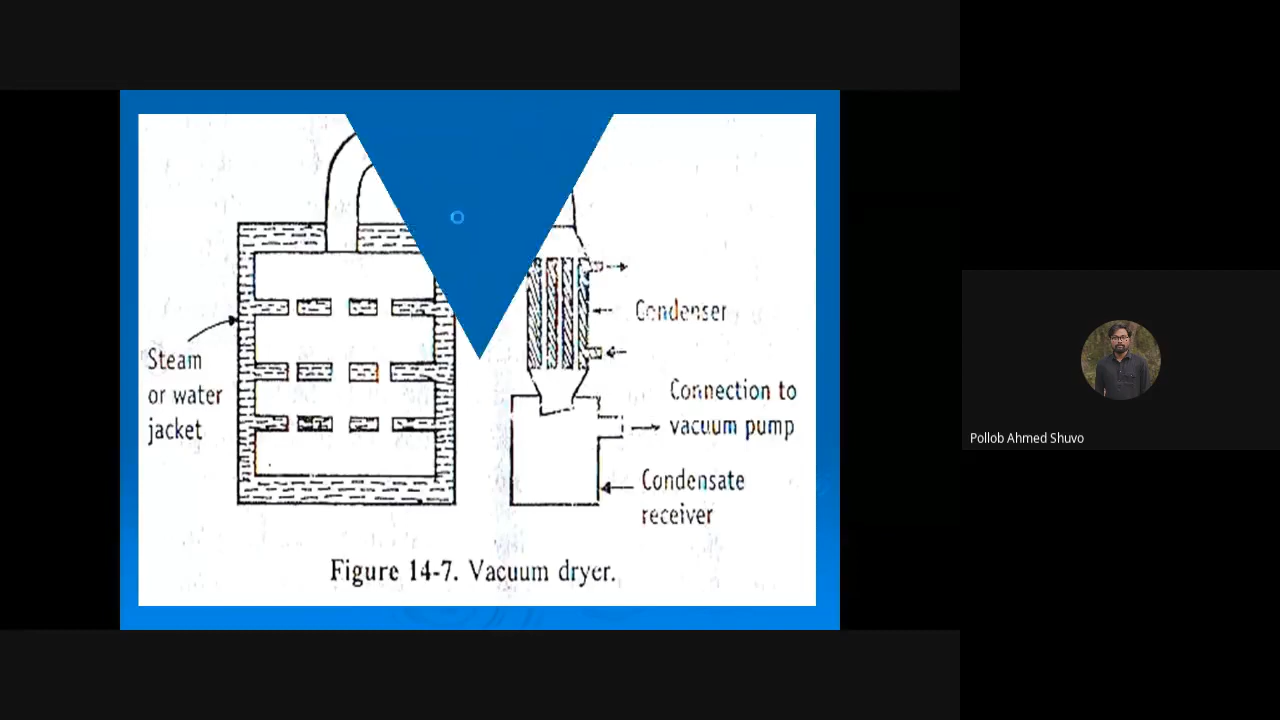 Steam
or water
jacket
Condenser
Connection to
vacuum pump
Condensate
receiver
Figure 14-7. Vacuum dryer.
Pollob Ahmed Shuvo